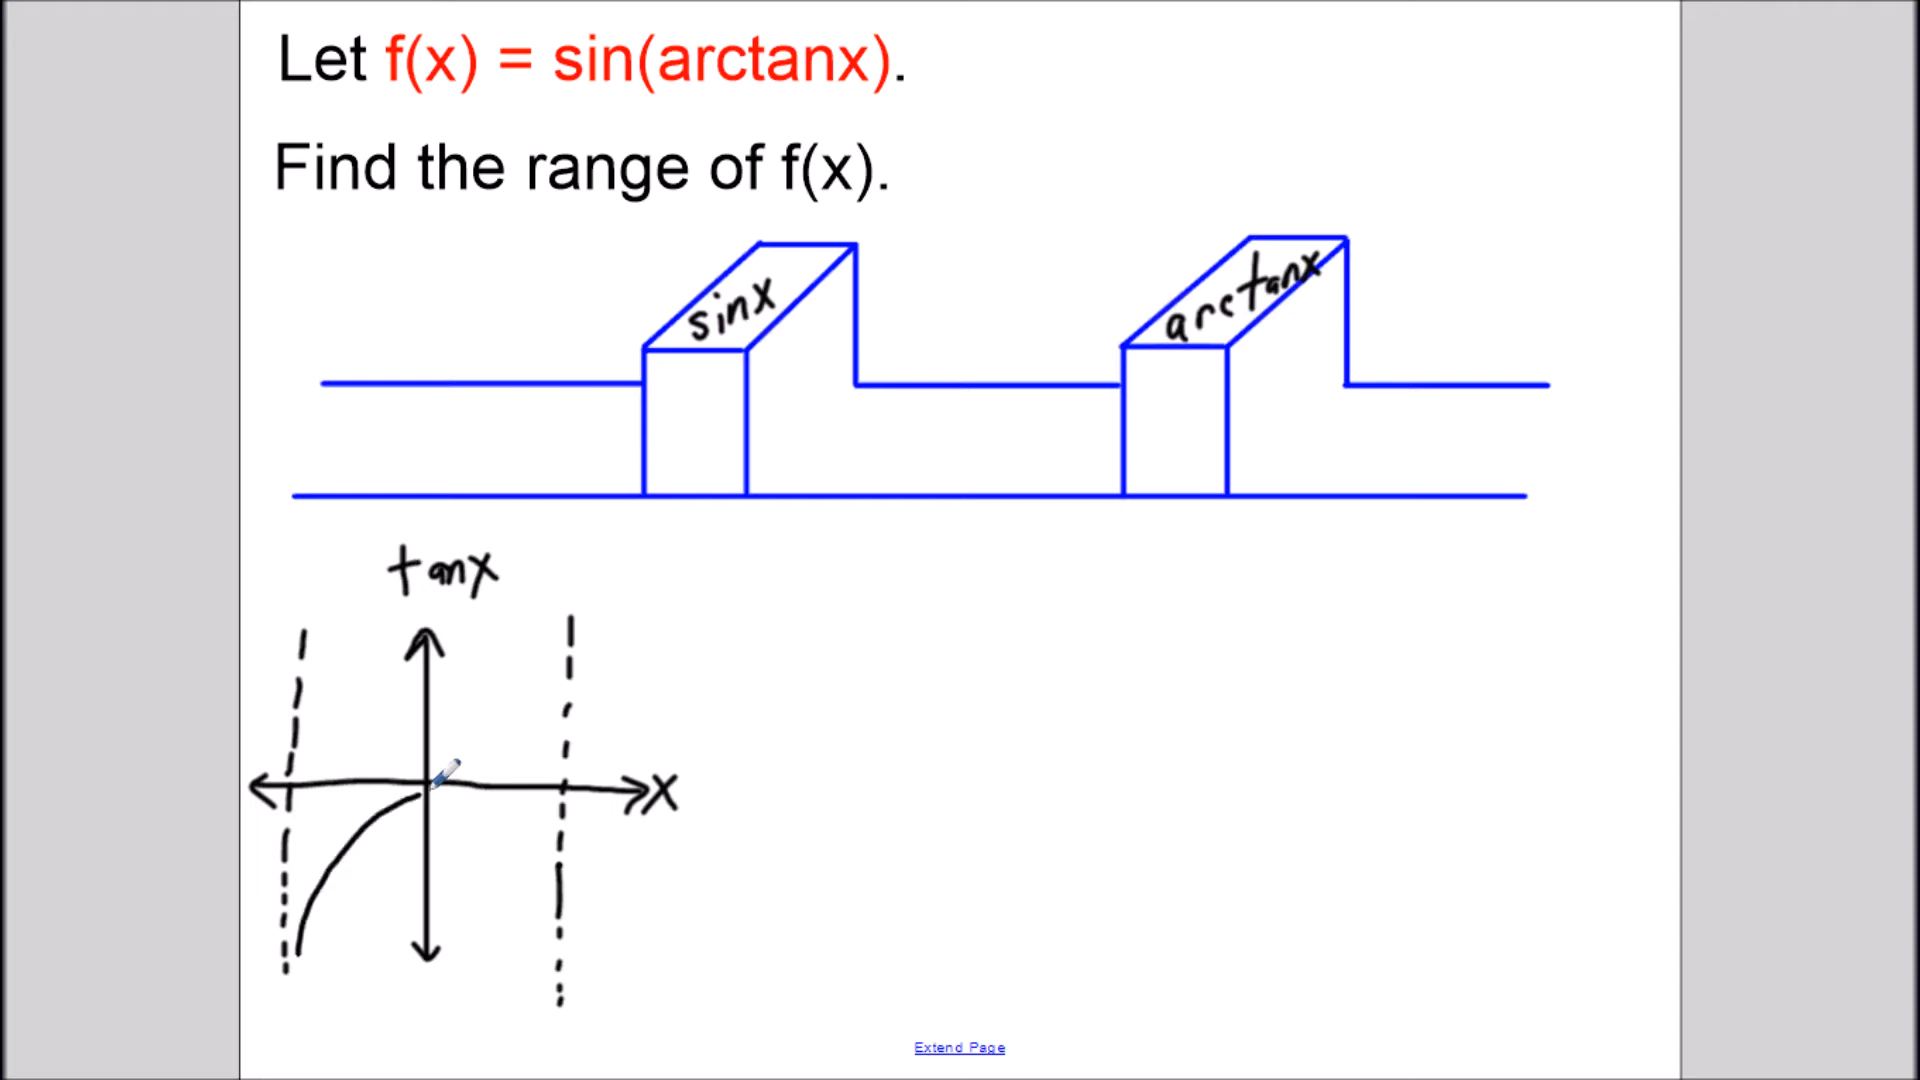 Let f(x) = sin(arctanx).
Find the range of f(x).
sinx
arctanx
tanx
X
Extend Page